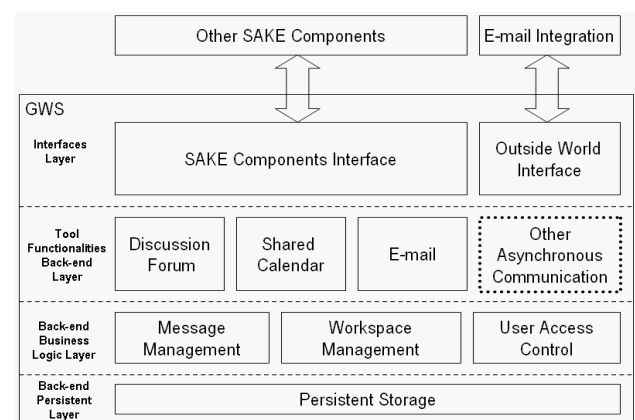 Other SAKE Components
E-mail Integration
GWS
Interfaces
Layer
SAKE Components Interface
Outside World
Interface
Tool
Functionalities
Back-end
Layer
Discussion
Forum
Shared
Calendar
E-mail
Other
Asynchronous
Communication
Back-end
Business
Logic Layer
Message
Management
Workspace
Management
User Access
Control
Back-end
Persistent
Layer
Persistent Storage